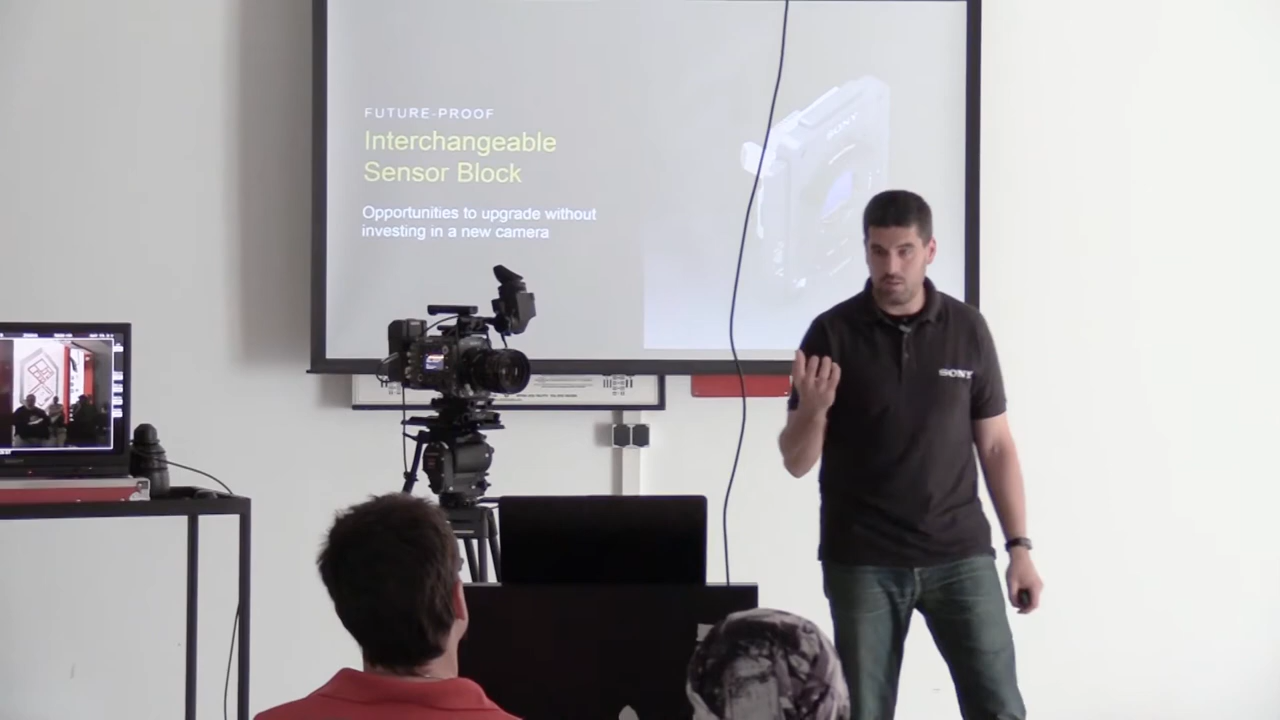 FUTURE-PROOF
Interchangeable
Sensor Block
Opportunities to upgrade without
investing in a new camera
SONY
SONY